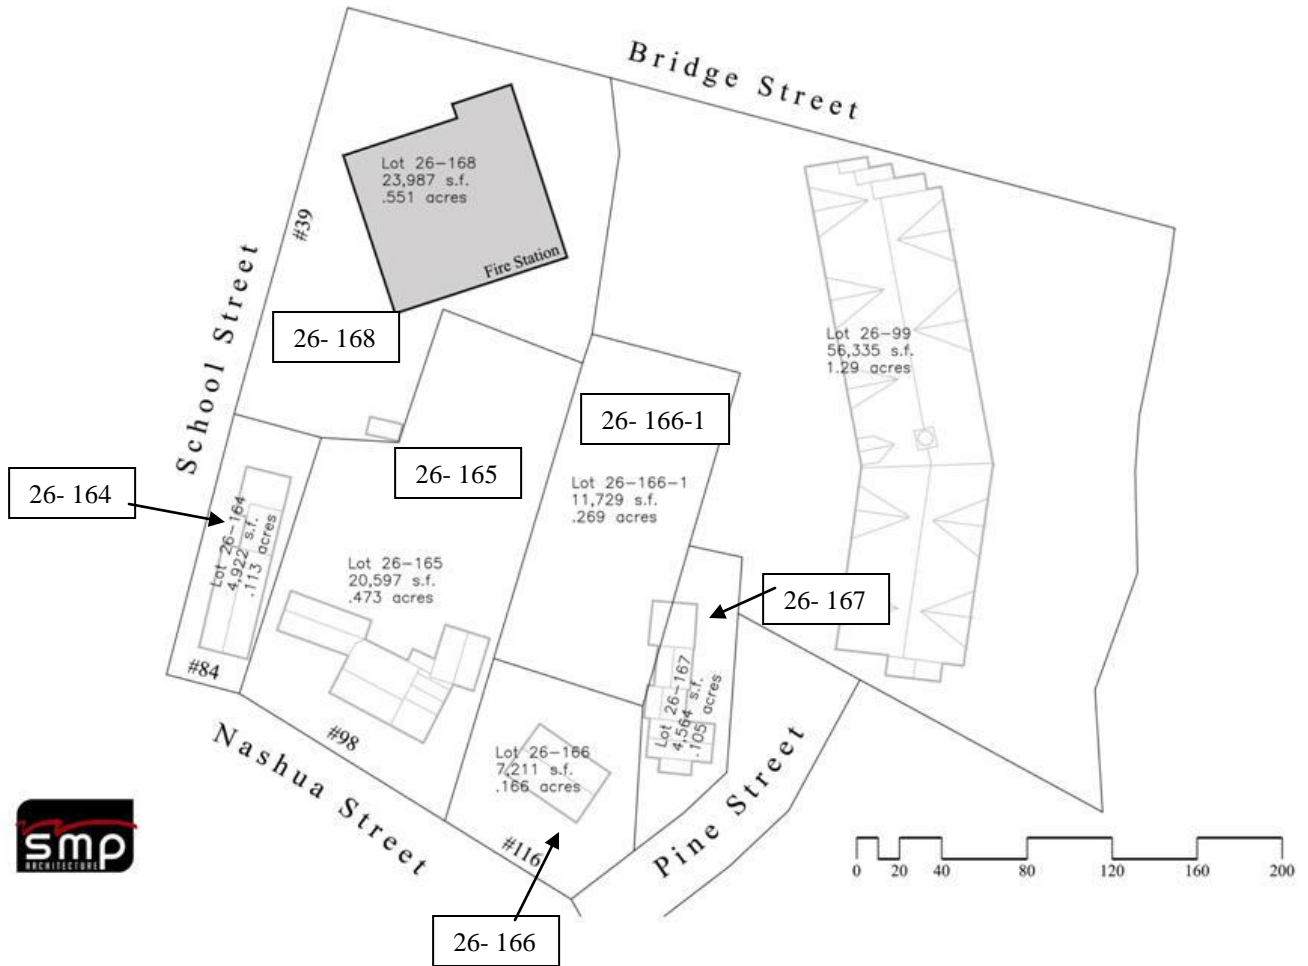 Bridge Street
Lot 26-168
23,987 s.f.
.551 acres
Fire Station
#39
School Street
26- 168
Lot 26-99
56,335 s.f.
1.29 acres
26- 166-1
26- 165
26- 164
Lot 26-166-1
11,729 s.f.
.269 acres
Lot 26-164
4,922 s.f.
.113 acres
Lot 26-165
20,597 s.f.
.473 acres
26- 167
Lot 26-167
4,564 s.f.
.105 acres
#84
#98
Nashua Street
Lot 26-166
7,211 s.f.
.166 acres
Pine Street
#116
smp
ARCHITECTURE
0 20 40 80 120 160 200
26- 166